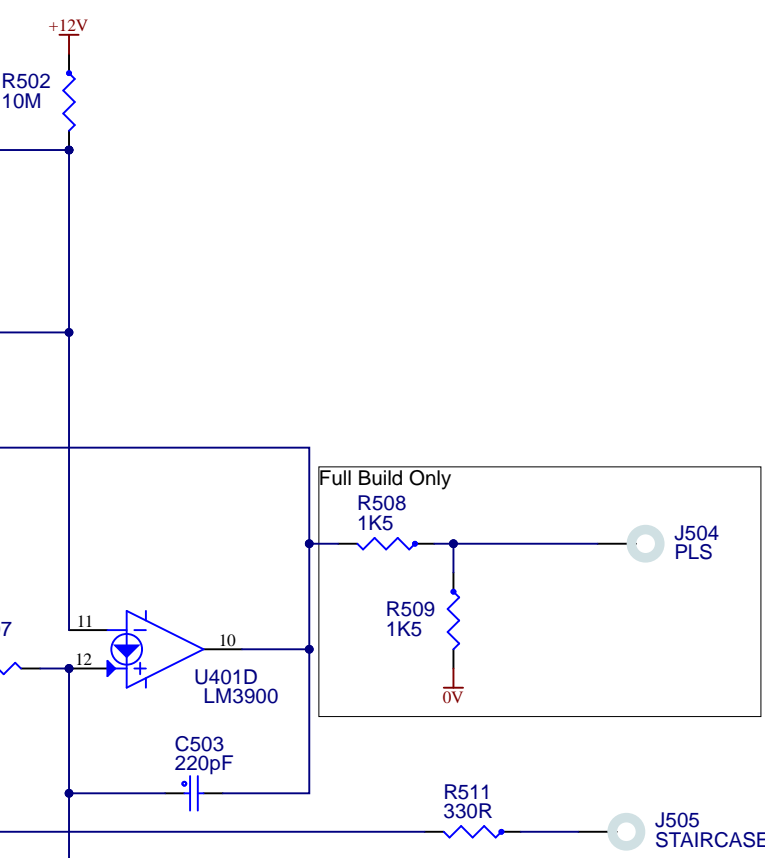 +12V
R502
10M
Full Build Only
R508
1K5
J504
PLS
R509
1K5
0V
7
11
12
10
U401D
LM3900
C503
220pF
R511
330R
J505
STAIRCASE